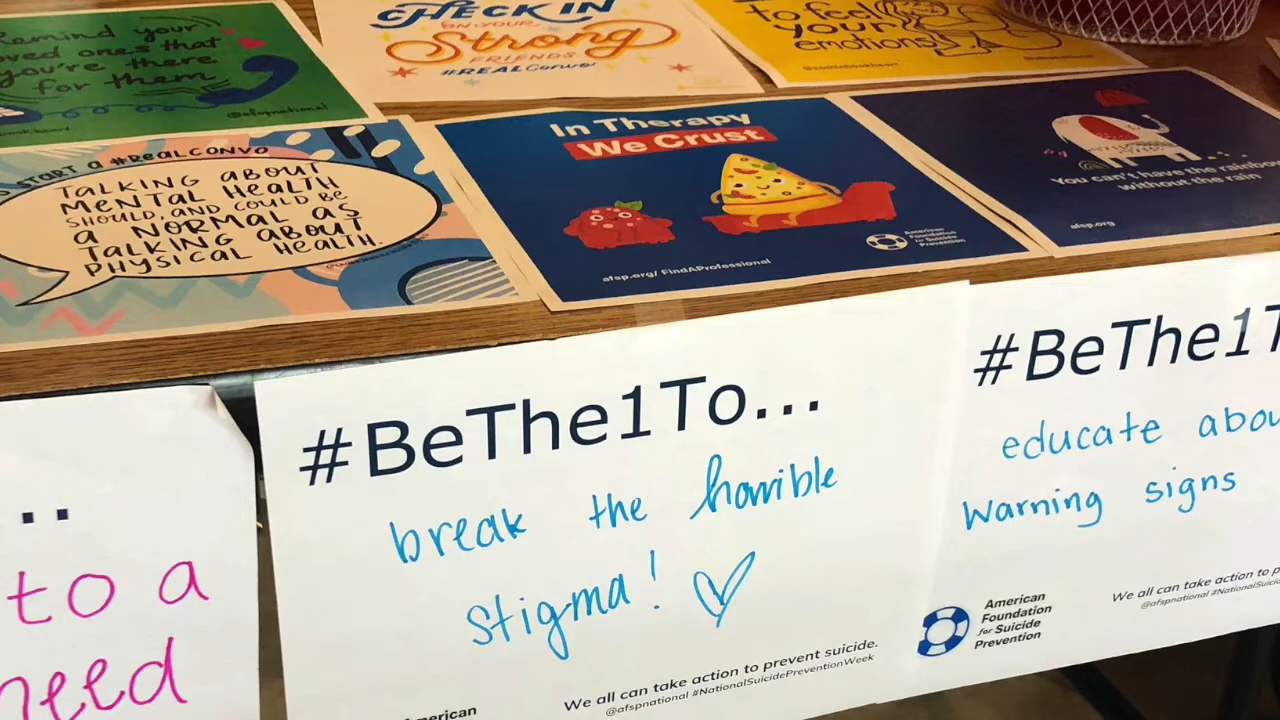 Remind your
loved ones that
you're there
for them
@afspnational
CHECK IN
ON YOUR
Strong
FRIENDS
#REALConvo
to feel
your
emotions
@comicbookheart
START A #REALCONVO
TALKING ABOUT
MENTAL HEALTH
SHOULD, AND COULD BE
A NORMAL AS
TALKING ABOUT
PHYSICAL HEALTH.
In Therapy
We Crust
afsp.org/ FindAProfessional
American
Foundation
for Suicide
Prevention
You can't have the rainbow
without the rain
afsp.org
..
to a
need
#BeThe1To...
break the horrible
stigma!
We all can take action to prevent suicide.
@afspnational #NationalSuicidePreventionWeek
American
#BeThe1T
educate abou
warning signs
American
Foundation
for Suicide
Prevention
We all can take action to p
@afspnational #NationalSuici